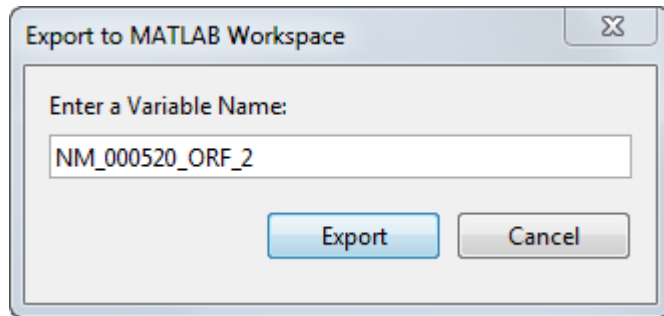 Export to MATLAB Workspace
Enter a Variable Name:
NM_000520_ORF_2
Export Cancel